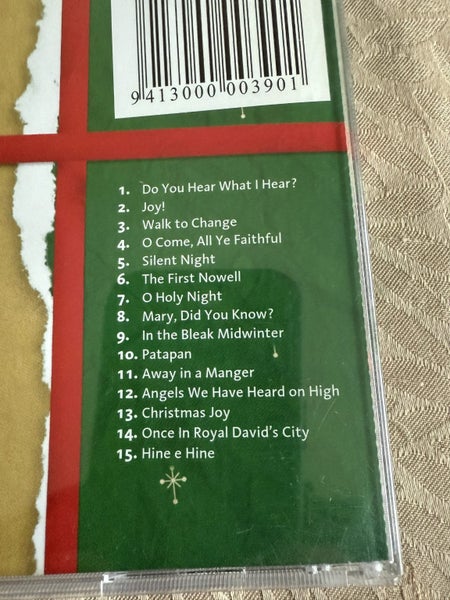 9 413000 003901
1. Do You Hear What I Hear?
2. Joy!
3. Walk to Change
4. O Come, All Ye Faithful
5. Silent Night
6. The First Nowell
7. O Holy Night
8. Mary, Did You Know?
9. In the Bleak Midwinter
10. Patapan
11. Away in a Manger
12. Angels We Have Heard on High
13. Christmas Joy
14. Once In Royal David's City
15. Hine e Hine